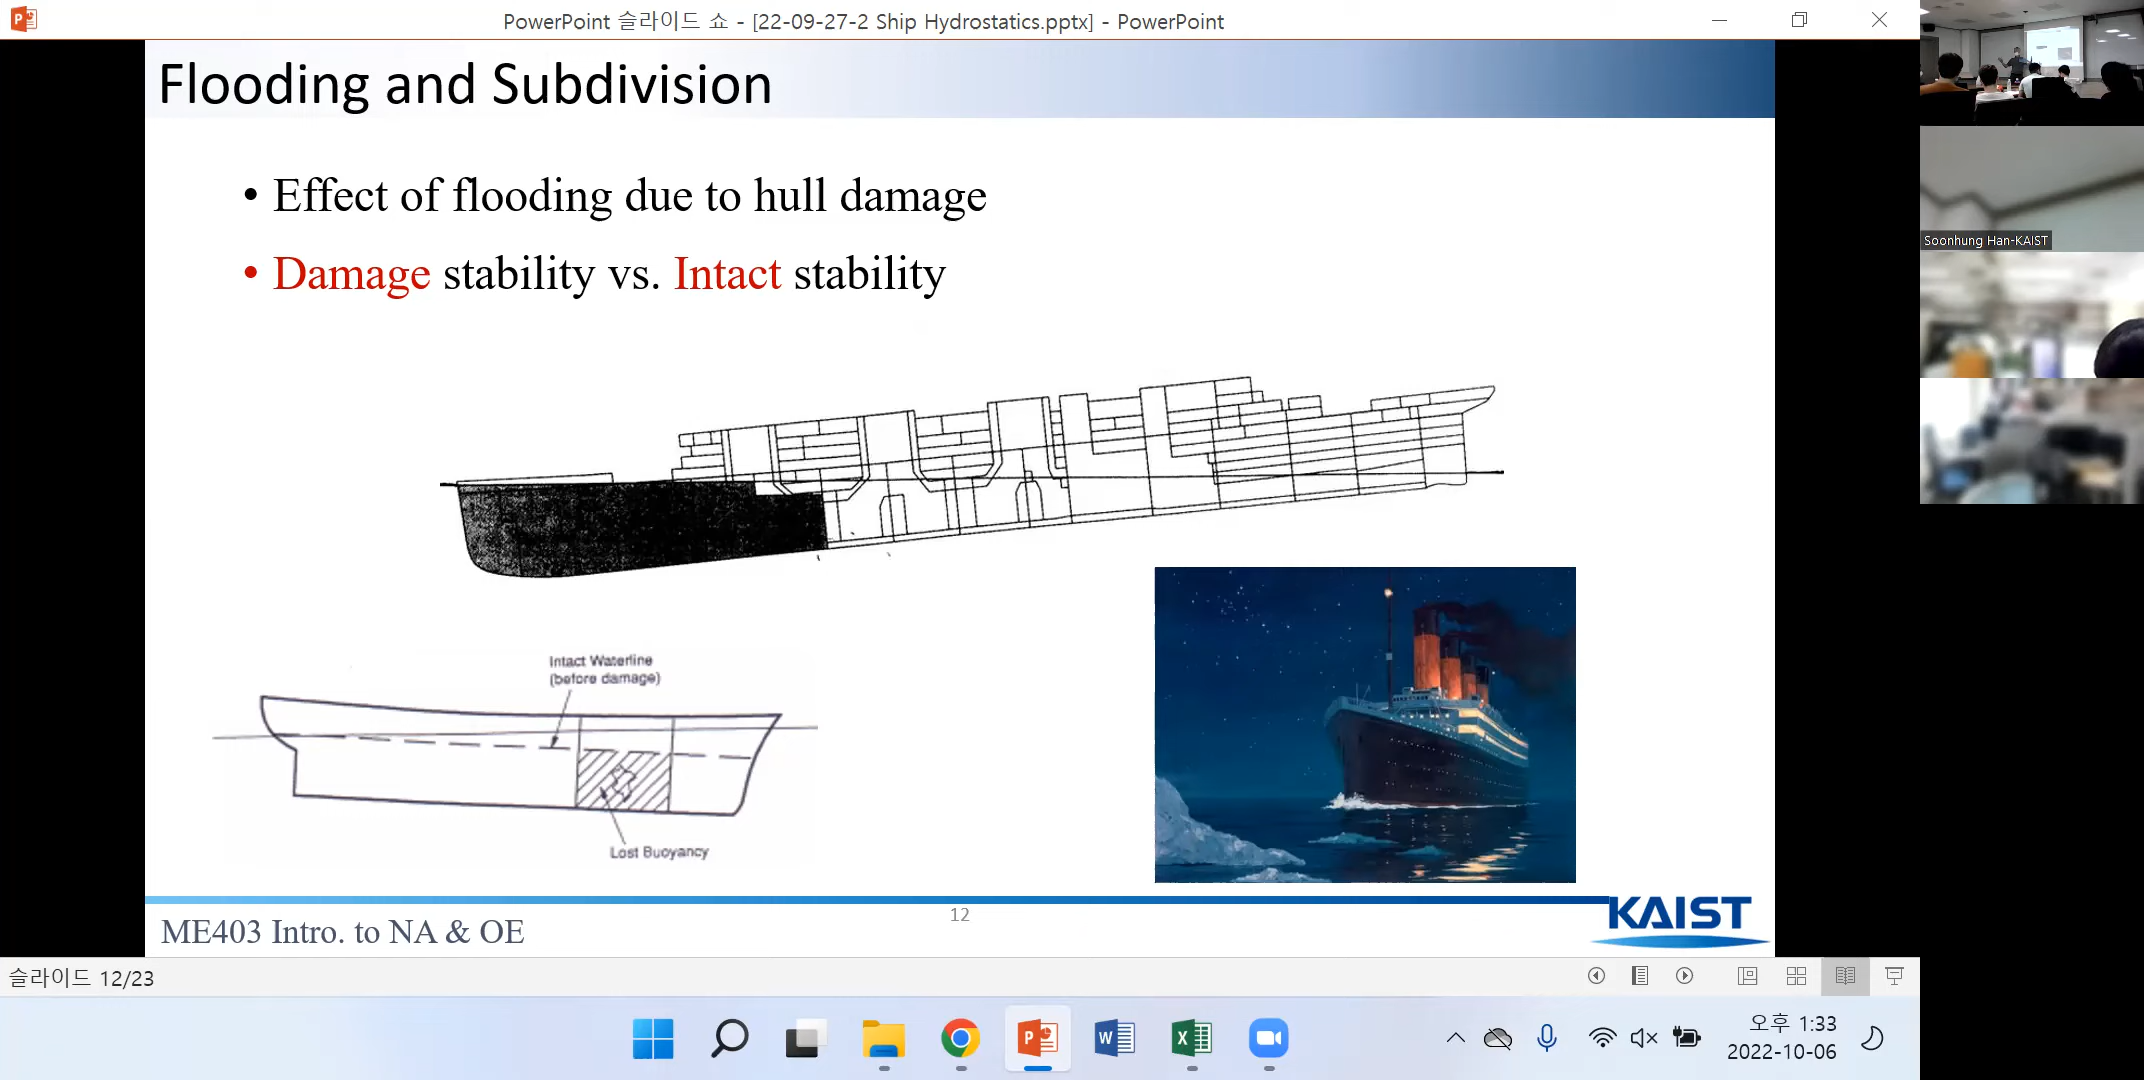 PowerPoint 슬라이드 쇼 - [22-09-27-2 Ship Hydrostatics.pptx] - PowerPoint
Flooding and Subdivision
• Effect of flooding due to hull damage
• Damage stability vs. Intact stability
Intact Waterline
(before damage)
Lost Buoyancy
ME403 Intro. to NA & OE
12
KAIST
Soonhung Han-KAIST
슬라이드 12/23
오후 1:33
2022-10-06